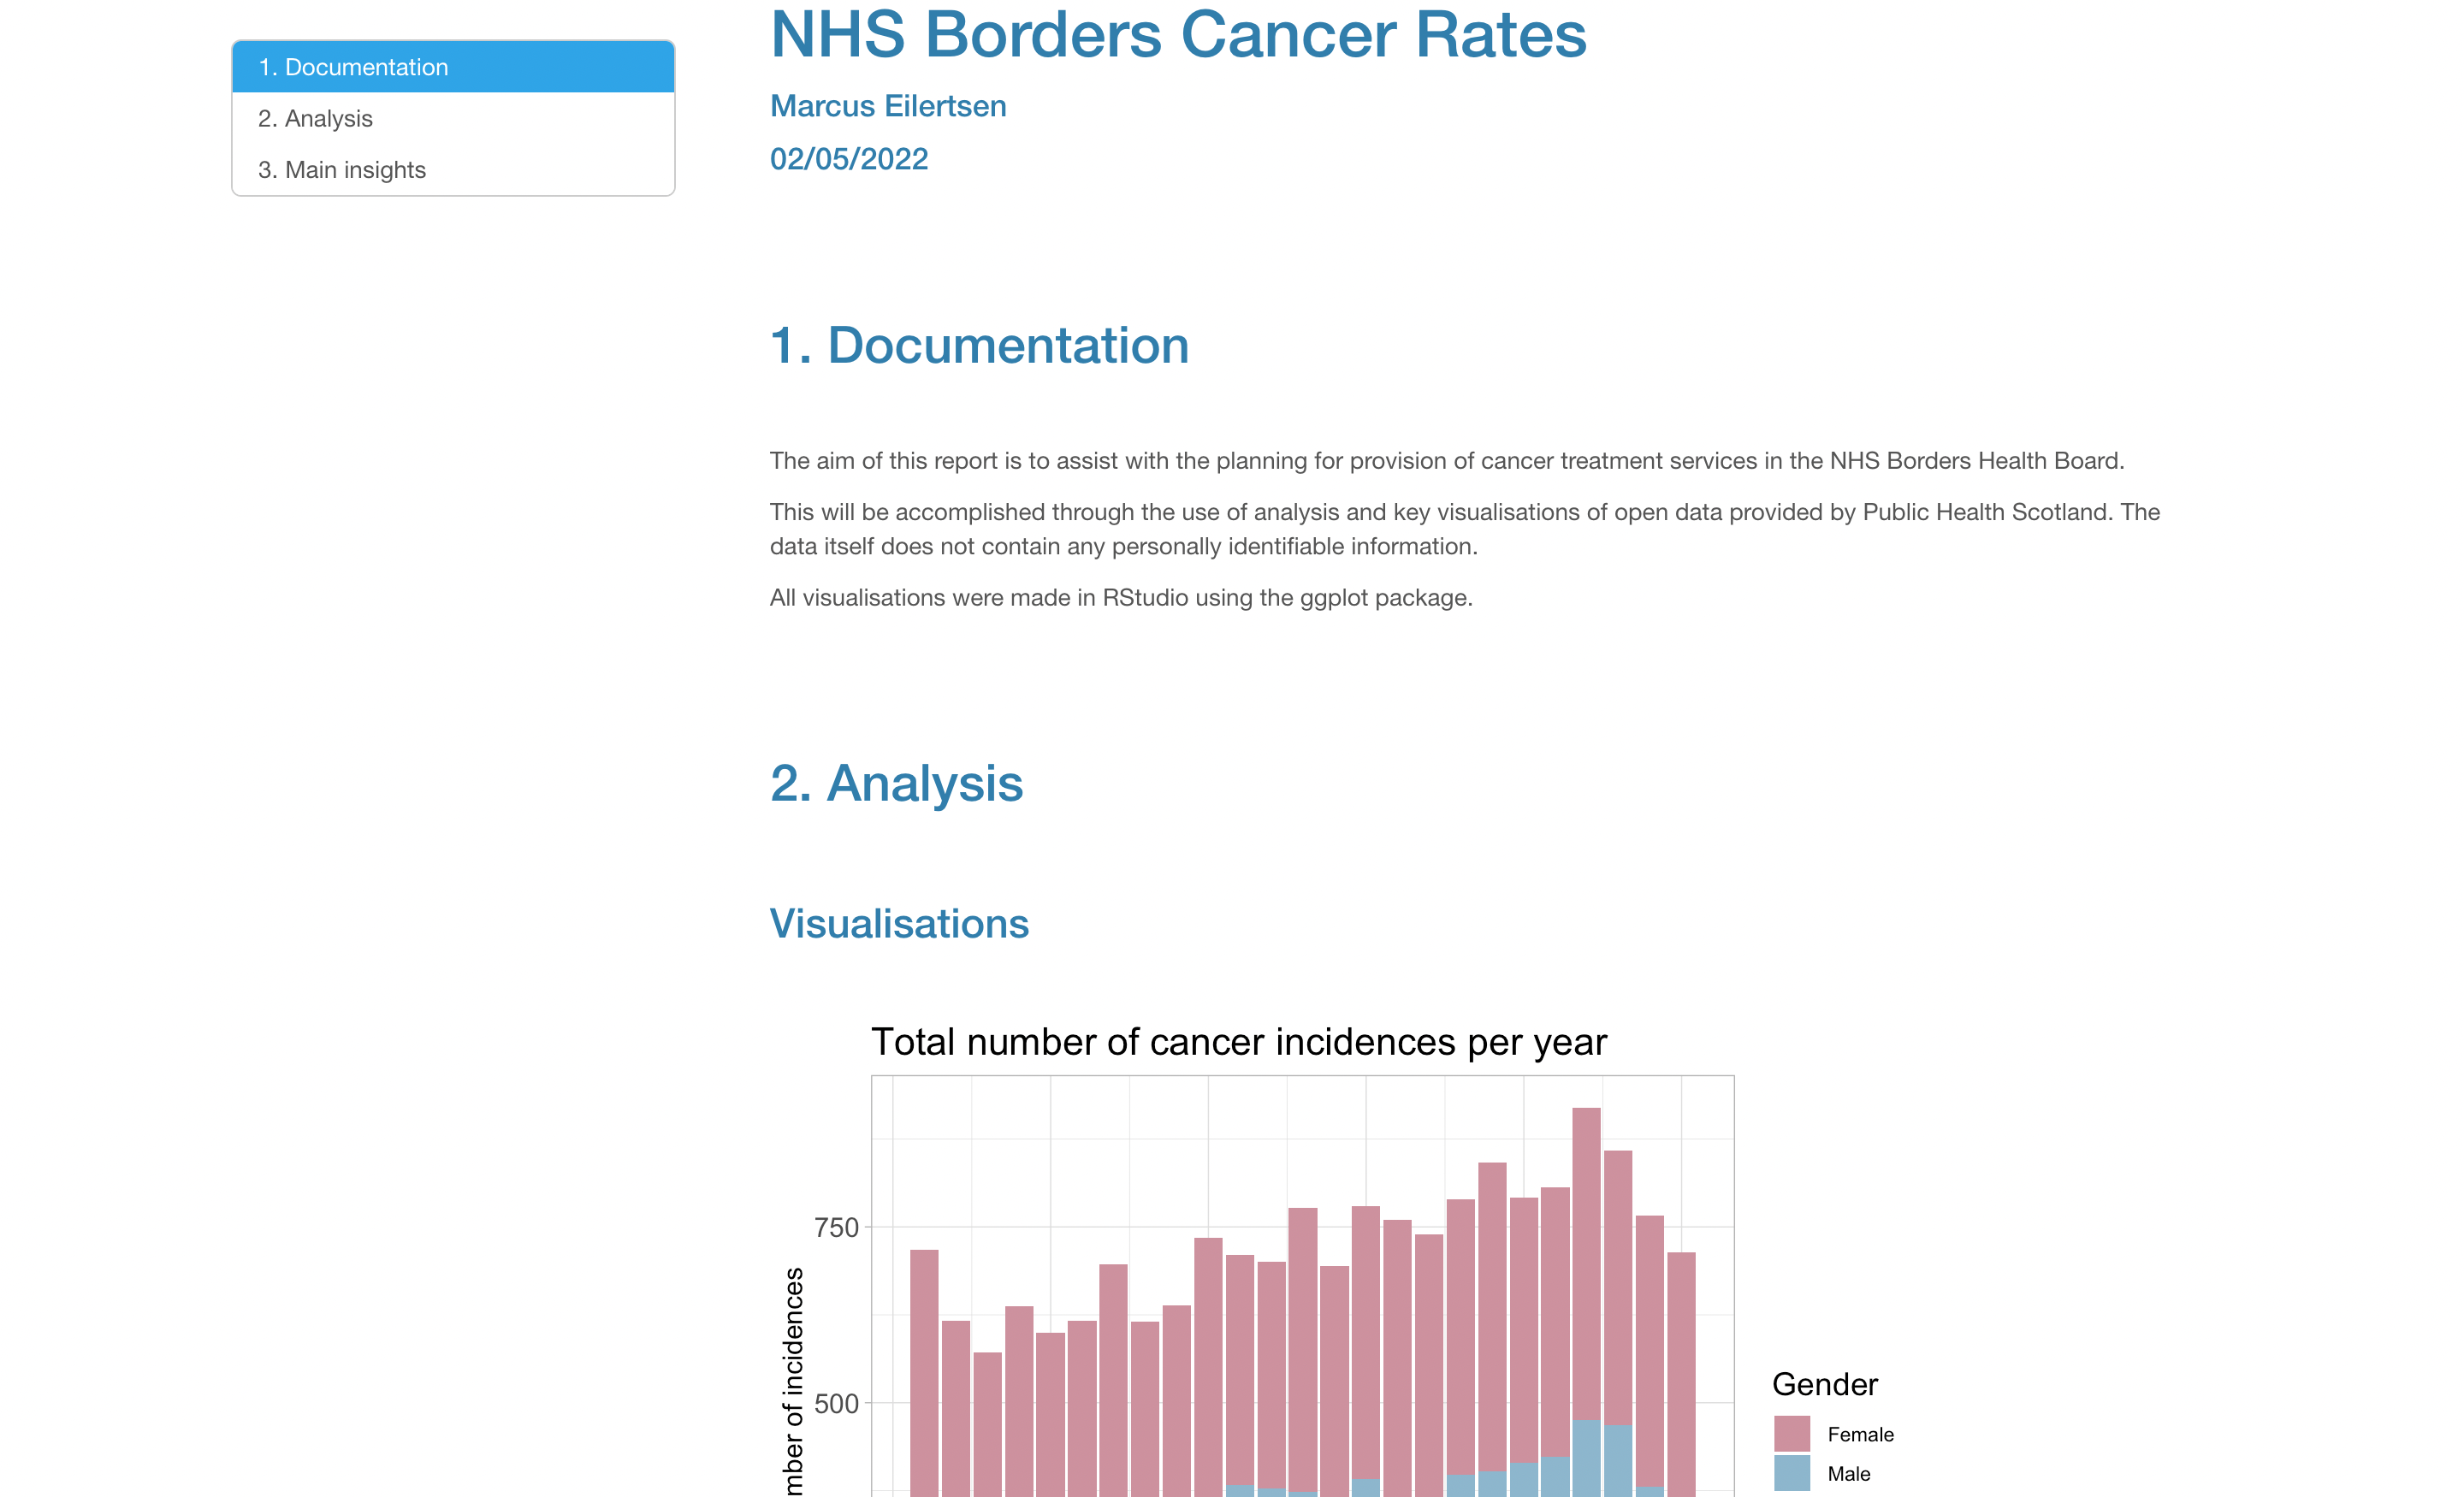 1. Documentation
2. Analysis
3. Main insights
NHS Borders Cancer Rates
Marcus Eilertsen
02/05/2022
1. Documentation
The aim of this report is to assist with the planning for provision of cancer treatment services in the NHS Borders Health Board.
This will be accomplished through the use of analysis and key visualisations of open data provided by Public Health Scotland. The
data itself does not contain any personally identifiable information.
All visualisations were made in RStudio using the ggplot package.
2. Analysis
Visualisations
Total number of cancer incidences per year
750
500
mber of incidences
Gender
Female
Male